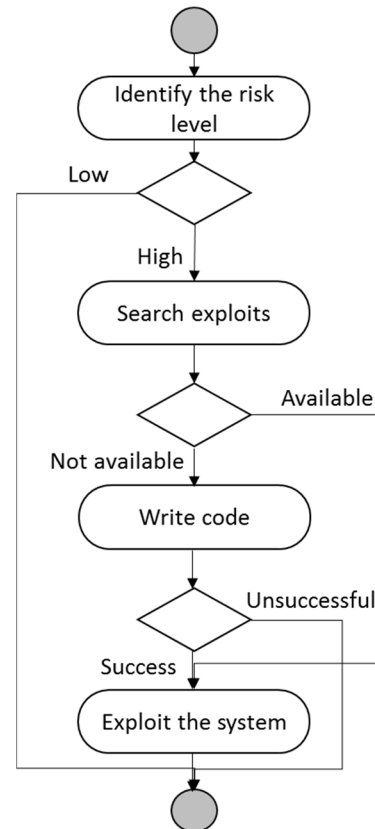 Identify the risk
level
Low
High
Search exploits
Available
Not available
Write code
Unsuccessful
Success
Exploit the system